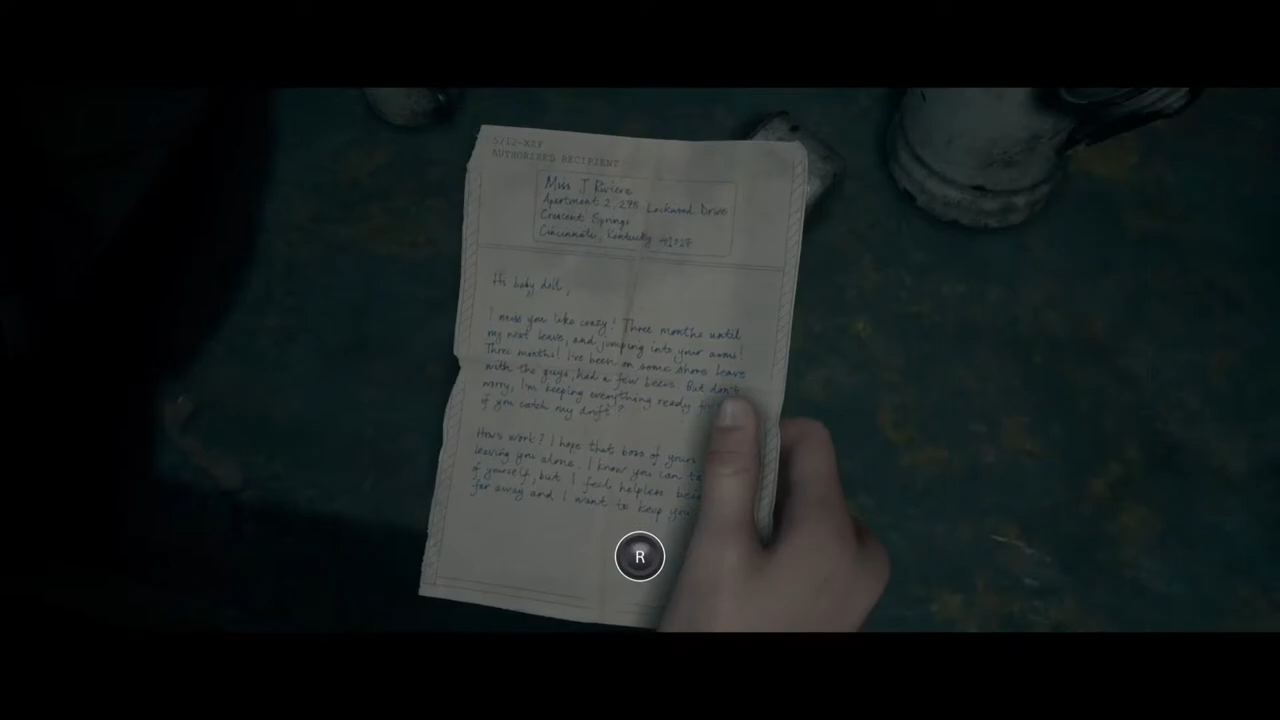 AUTHORISED RECIPIENT
Miss J Riviere
Apartment 2, 295 Lockwood Drive
Crescent Springs
Cincinnati, Kentucky
Hi baby doll,
I miss you like crazy! Three months until
my next leave, and jumping into your arms!
Three months! I've been on some shore leave
with the guys, had a few beers. But don't
worry, I'm keeping everything ready
if you catch my drift?
How's work? I hope that boss of yours
leaving you alone. I know you can
of yourself, but I feel helpless
far away and I want to keep you
R